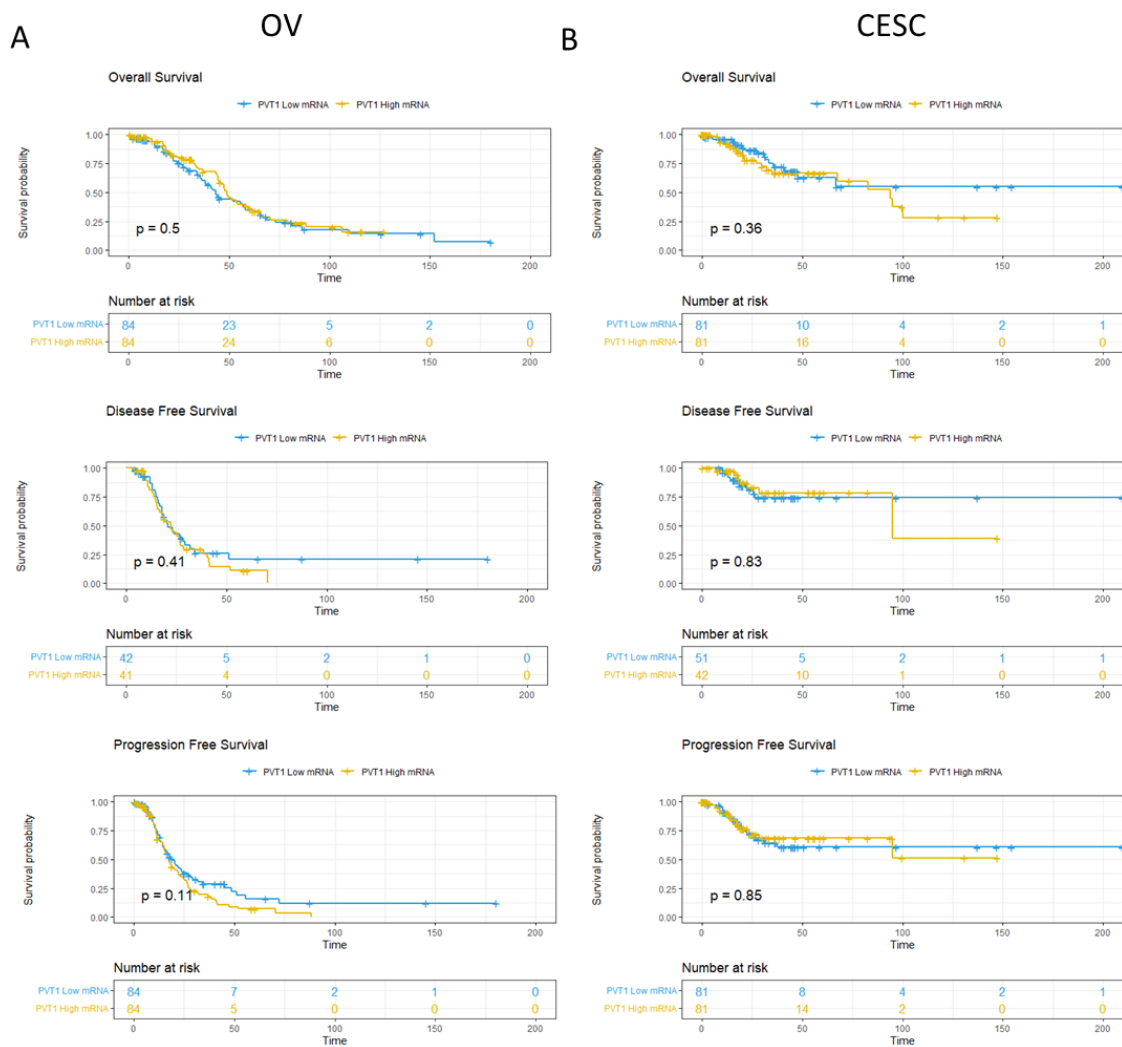 A
OV
Overall Survival
PVT1 Low mRNA PVT1 High mRNA
Survival probability
1.00
0.75
0.50
0.25
0.00
p = 0.5
0 50 100 150 200
Time
Number at risk
PVT1 Low mRNA 84 23 5 2 0
PVT1 High mRNA 84 24 6 0 0
0 50 100 150 200
Time
Disease Free Survival
PVT1 Low mRNA PVT1 High mRNA
Survival probability
1.00
0.75
0.50
0.25
0.00
p = 0.41
0 50 100 150 200
Time
Number at risk
PVT1 Low mRNA 42 5 2 1 0
PVT1 High mRNA 41 4 0 0 0
0 50 100 150 200
Time
Progression Free Survival
PVT1 Low mRNA PVT1 High mRNA
Survival probability
1.00
0.75
0.50
0.25
0.00
p = 0.11
0 50 100 150 200
Time
Number at risk
PVT1 Low mRNA 84 7 2 1 0
PVT1 High mRNA 84 5 0 0 0
0 50 100 150 200
Time
B
CESC
Overall Survival
PVT1 Low mRNA PVT1 High mRNA
Survival probability
1.00
0.75
0.50
0.25
0.00
p = 0.36
0 50 100 150 200
Time
Number at risk
PVT1 Low mRNA 81 10 4 2 1
PVT1 High mRNA 81 16 4 0 0
0 50 100 150 200
Time
Disease Free Survival
PVT1 Low mRNA PVT1 High mRNA
Survival probability
1.00
0.75
0.50
0.25
0.00
p = 0.83
0 50 100 150 200
Time
Number at risk
PVT1 Low mRNA 51 5 2 1 1
PVT1 High mRNA 42 10 1 0 0
0 50 100 150 200
Time
Progression Free Survival
PVT1 Low mRNA PVT1 High mRNA
Survival probability
1.00
0.75
0.50
0.25
0.00
p = 0.85
0 50 100 150 200
Time
Number at risk
PVT1 Low mRNA 81 8 4 2 1
PVT1 High mRNA 81 14 2 0 0
0 50 100 150 200
Time